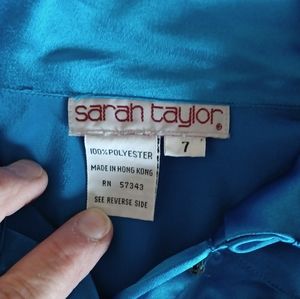 sarah taylor®
7
100% POLYESTER
MADE IN HONG KONG
RN 57343
SEE REVERSE SIDE